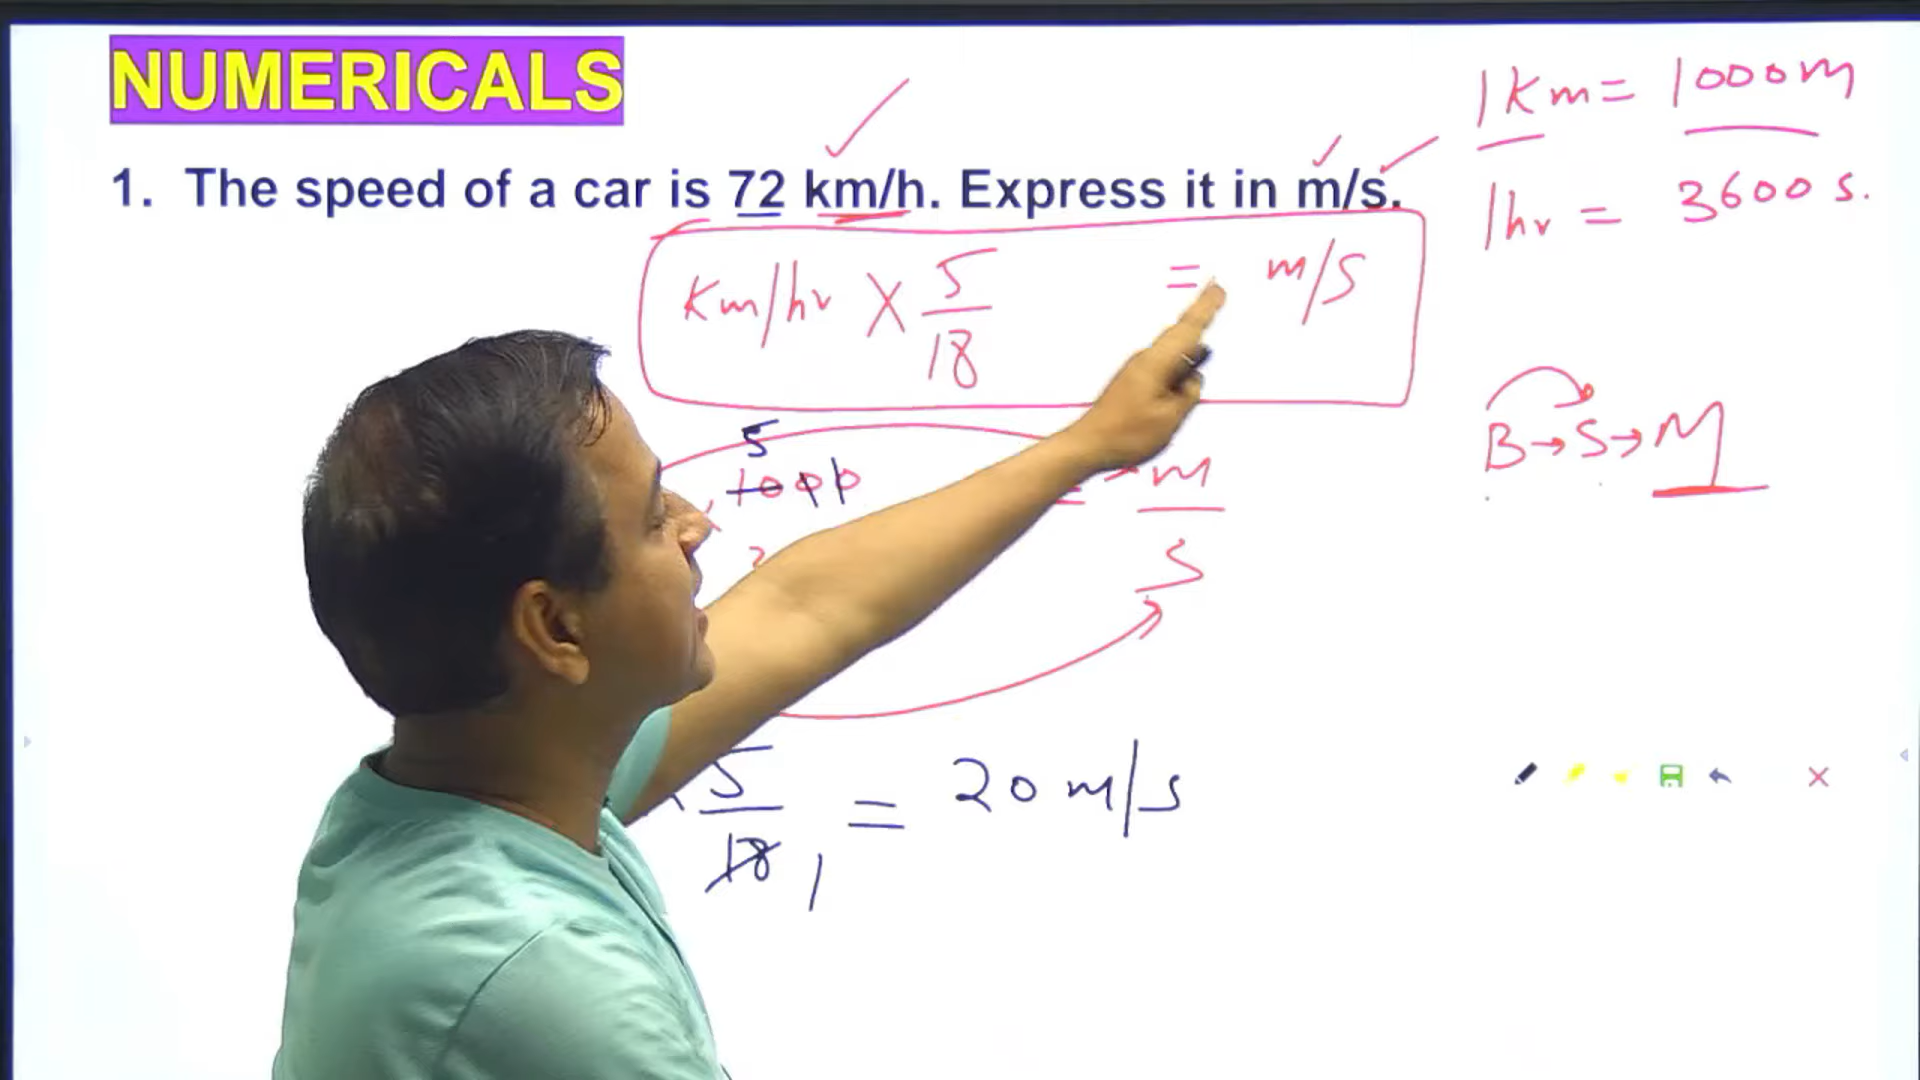 NUMERICALS
1. The speed of a car is 72 km/h. Express it in m/s.
1Km = 1000m
1hr = 3600 s.
Km/hr × 5/18 = m/s
B→S→M
5
× 1000
= m
s
× 5/18 1 = 20 m/s